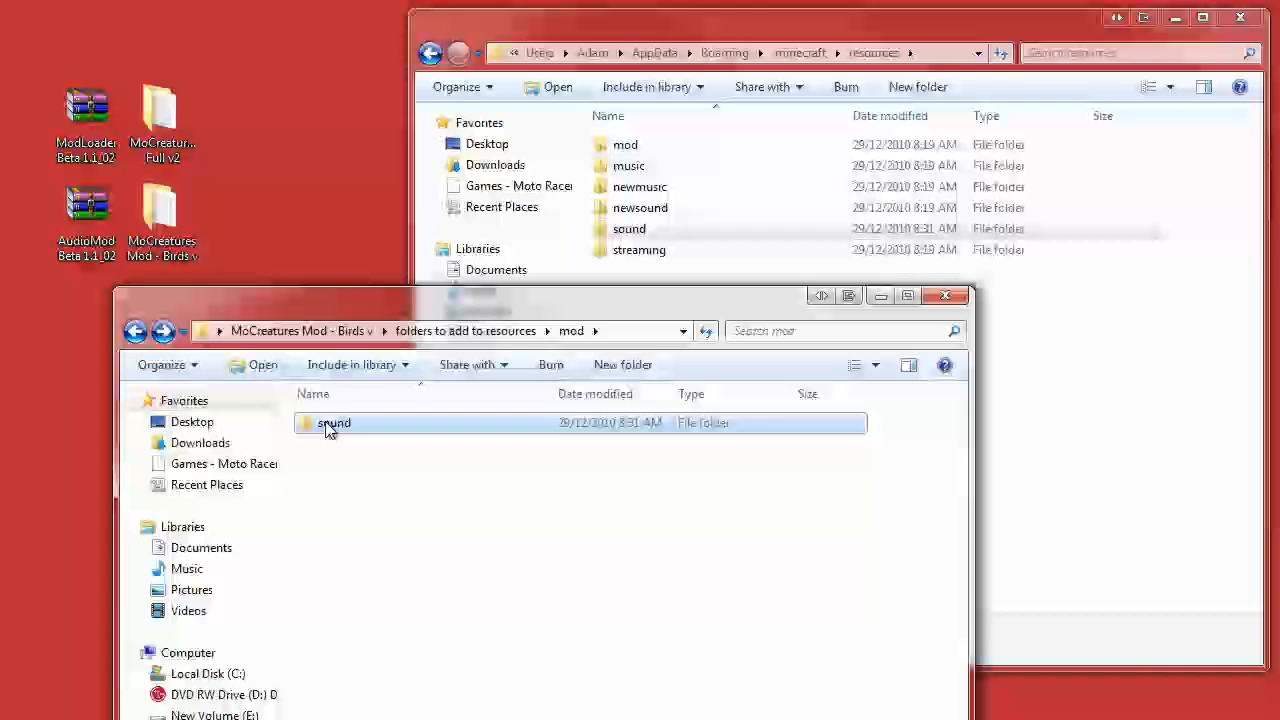 ModLoader
Beta 1.1_02
MoCreatur...
Full v2
AudioMod
Beta 1.1_02
MoCreatures
Mod - Birds v
« Users Adam AppData Roaming minecraft resources
Search resources
Organize Open Include in library Share with Burn New folder
Favorites
Desktop
Downloads
Games - Moto Racer
Recent Places
Libraries
Documents
Name Date modified Type Size
mod 29/12/2010 8:19 AM File folder
music 29/12/2010 8:19 AM File folder
newmusic 29/12/2010 8:19 AM File folder
newsound 29/12/2010 8:19 AM File folder
sound 29/12/2010 8:31 AM File folder
streaming 29/12/2010 8:19 AM File folder
MoCreatures Mod - Birds v folders to add to resources mod
Search mod
Organize Open Include in library Share with Burn New folder
Favorites
Desktop
Downloads
Games - Moto Racer
Recent Places
Libraries
Documents
Music
Pictures
Videos
Computer
Local Disk (C:)
DVD RW Drive (D:) D
New Volume (E:)
Name Date modified Type Size
sound 29/12/2010 8:31 AM File folder